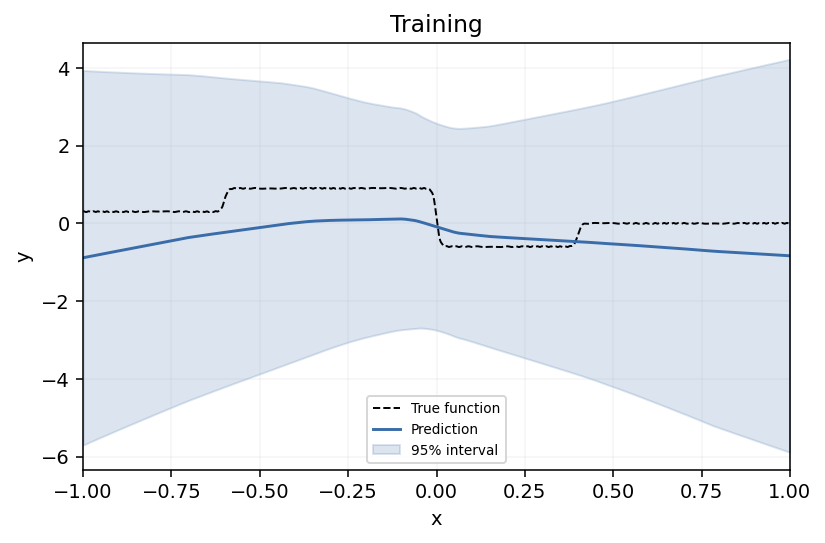 Training
4
2
0
−2
−4
−6
y
True function
Prediction
95% interval
−1.00 −0.75 −0.50 −0.25 0.00 0.25 0.50 0.75 1.00
x